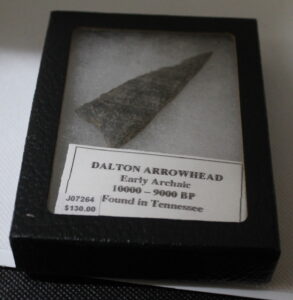 DALTON ARROWHEAD
Early Archaic
10000 – 9000 BP
Found in Tennessee
J07264
$130.00